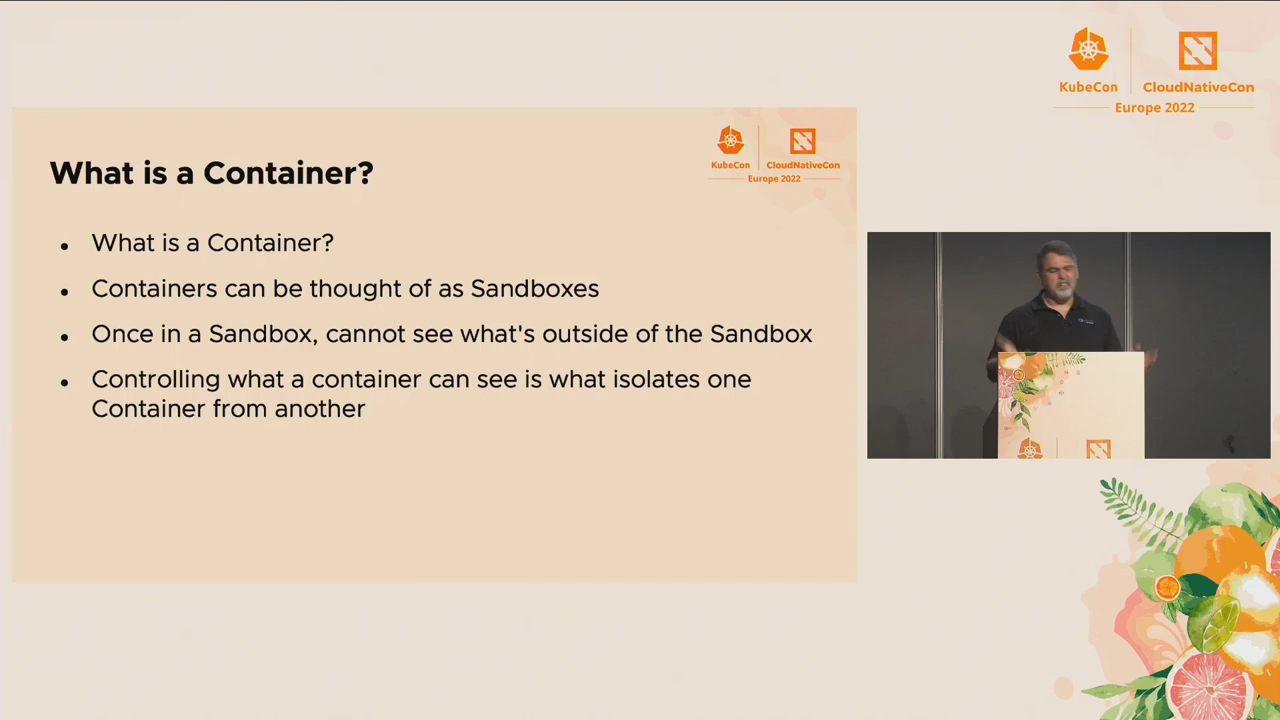 KubeCon
CloudNativeCon
Europe 2022
What is a Container?
KubeCon
CloudNativeCon
Europe 2022
What is a Container?
Containers can be thought of as Sandboxes
Once in a Sandbox, cannot see what's outside of the Sandbox
Controlling what a container can see is what isolates one
Container from another